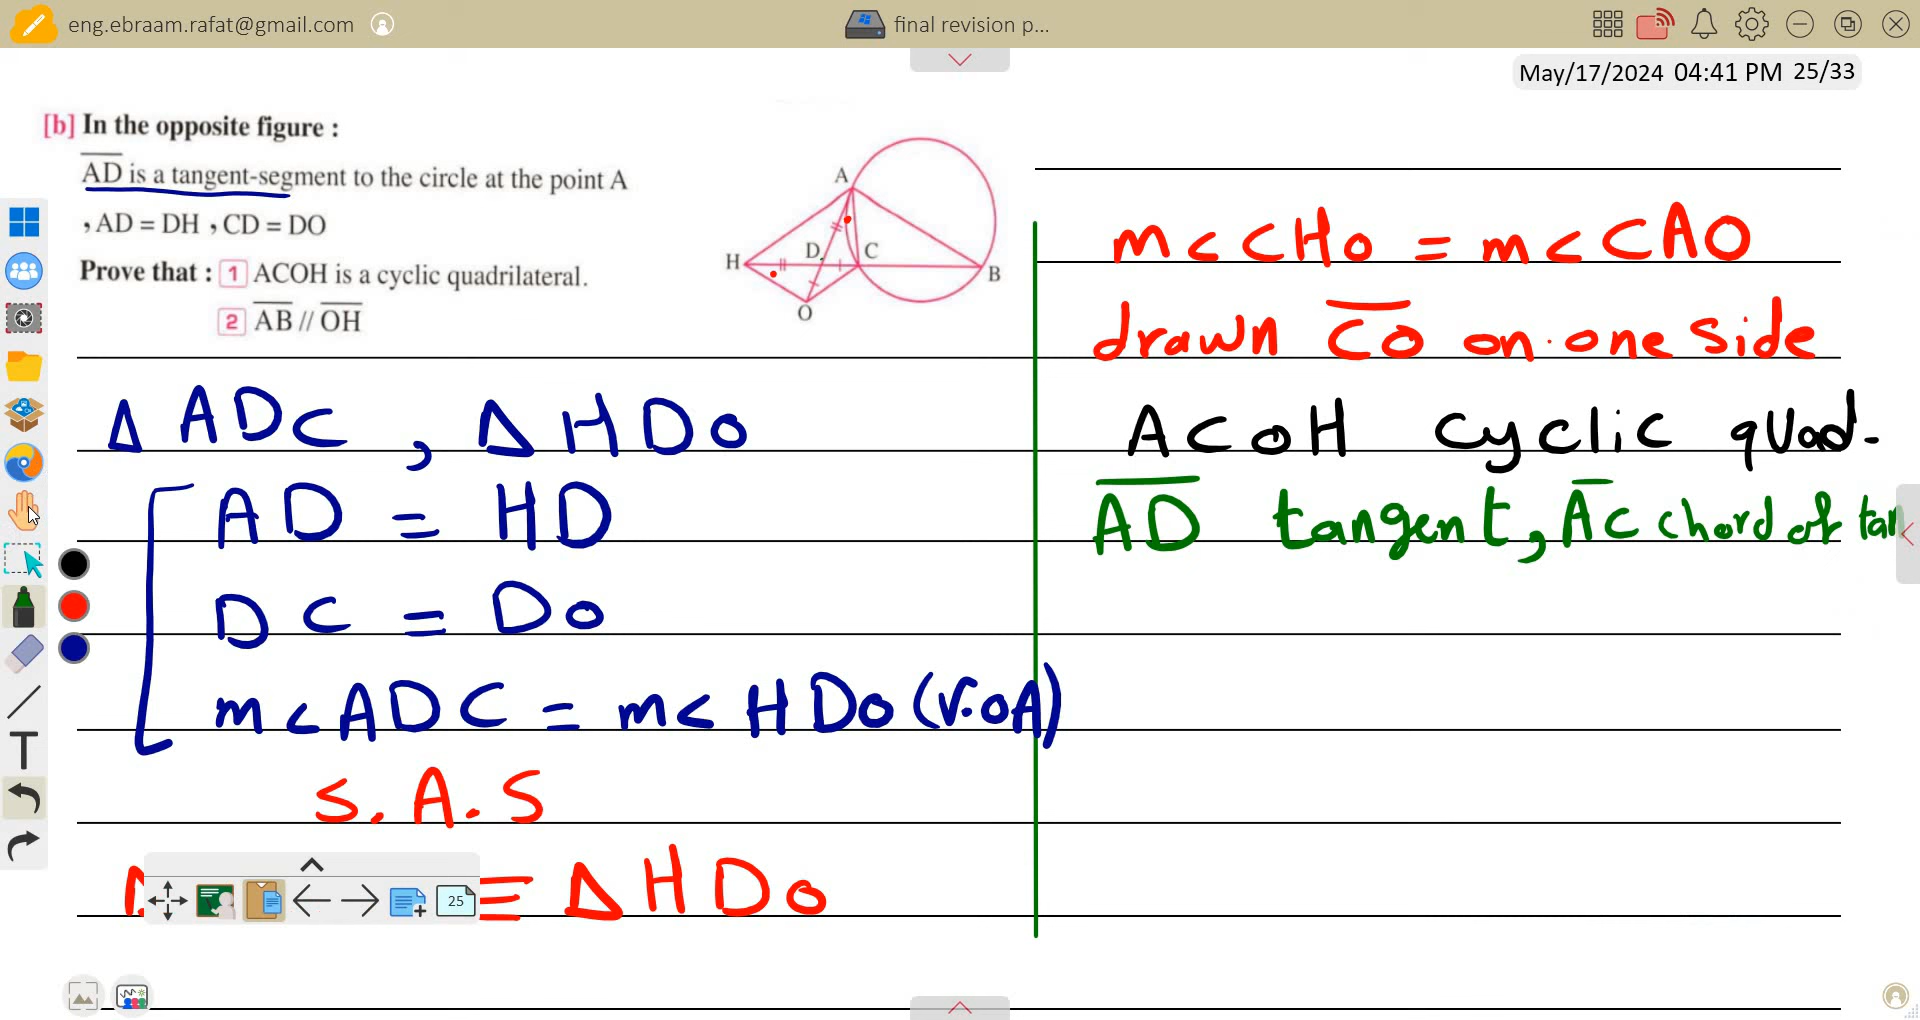 eng.ebraam.rafat@gmail.com
final revision p...
May/17/2024 04:41 PM 25/33
[b] In the opposite figure :
AD is a tangent-segment to the circle at the point A
, AD = DH , CD = DO
Prove that : 1 ACOH is a cyclic quadrilateral.
2 AB // OH
A
H
D
C
B
O
Δ ADC , Δ HDO
AD = HD
DC = DO
m<ADC = m<HDO (V.OA)
S.A.S
≡ Δ HDO
m<CHO = m<CAO
drawn CO on one side
ACOH cyclic quad.
AD tangent, AC chord of tan
T
25